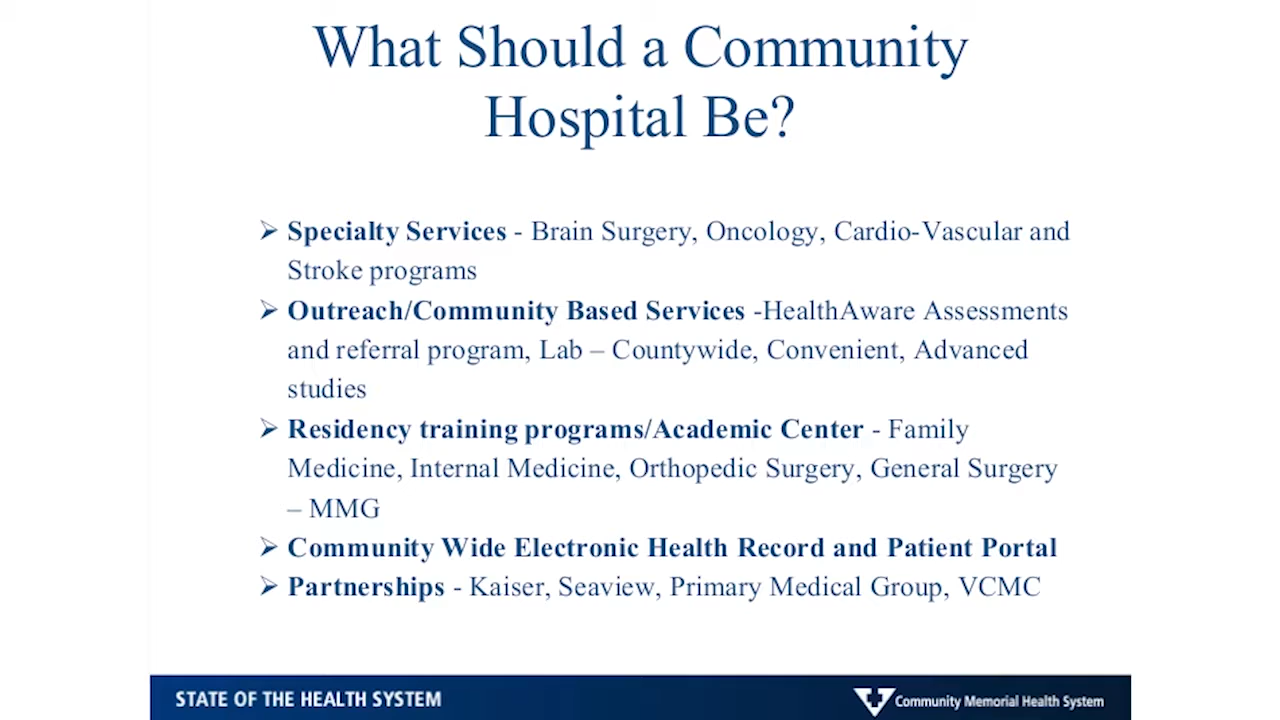 What Should a Community
Hospital Be?
➢ Specialty Services - Brain Surgery, Oncology, Cardio-Vascular and
Stroke programs
➢ Outreach/Community Based Services -HealthAware Assessments
and referral program, Lab – Countywide, Convenient, Advanced
studies
➢ Residency training programs/Academic Center - Family
Medicine, Internal Medicine, Orthopedic Surgery, General Surgery
– MMG
➢ Community Wide Electronic Health Record and Patient Portal
➢ Partnerships - Kaiser, Seaview, Primary Medical Group, VCMC
STATE OF THE HEALTH SYSTEM
Community Memorial Health System